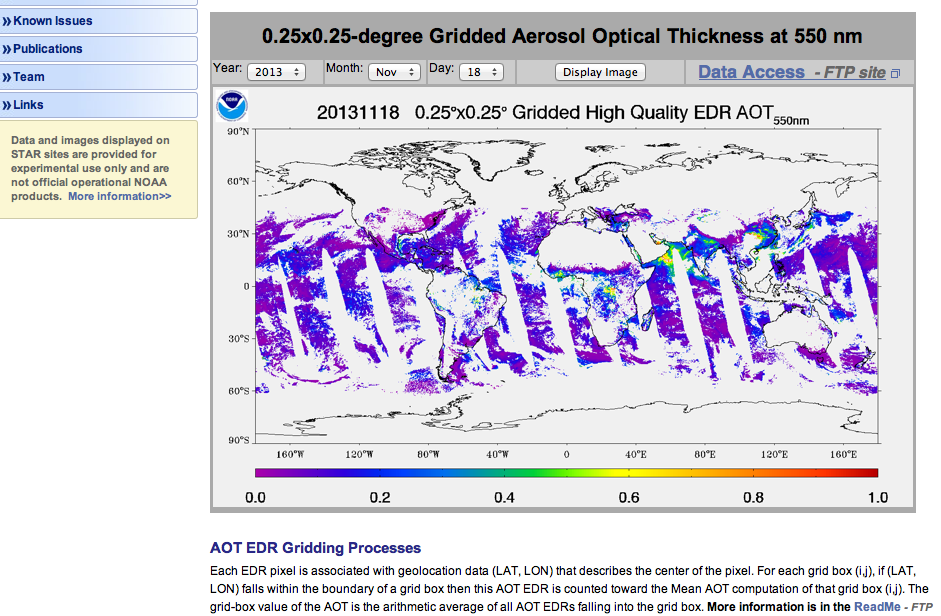 » Known Issues
» Publications
» Team
» Links
Data and images displayed on
STAR sites are provided for
experimental use only and are
not official operational NOAA
products. More information>>
0.25x0.25-degree Gridded Aerosol Optical Thickness at 550 nm
Year: 2013 Month: Nov Day: 18 Display Image Data Access - FTP site
NOAA
20131118 0.25°x0.25° Gridded High Quality EDR AOT550nm
90°N
60°N
30°N
0
30°S
60°S
90°S
160°W 120°W 80°W 40°W 0 40°E 80°E 120°E 160°E
0.0 0.2 0.4 0.6 0.8 1.0
AOT EDR Gridding Processes
Each EDR pixel is associated with geolocation data (LAT, LON) that describes the center of the pixel. For each grid box (i,j), if (LAT,
LON) falls within the boundary of a grid box then this AOT EDR is counted toward the Mean AOT computation of that grid box (i,j). The
grid-box value of the AOT is the arithmetic average of all AOT EDRs falling into the grid box. More information is in the ReadMe - FTP